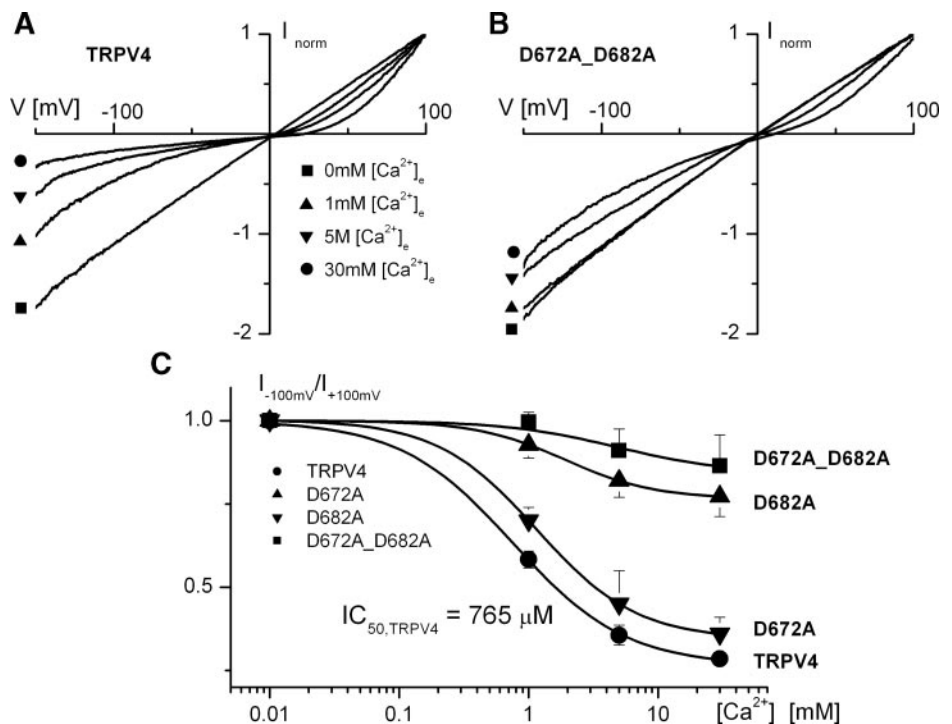 A
TRPV4
1
I norm
V [mV]
-100
100
-1
-2
■ 0mM [Ca²⁺]e
▲ 1mM [Ca²⁺]e
▼ 5M [Ca²⁺]e
● 30mM [Ca²⁺]e
B
D672A_D682A
1
I norm
V [mV]
-100
100
-1
-2
C
I-100mV/I+100mV
1.0
0.5
● TRPV4
▲ D672A
▼ D682A
■ D672A_D682A
IC50,TRPV4 = 765 μM
D672A_D682A
D682A
D672A
TRPV4
0.01
0.1
1
10
[Ca²⁺] [mM]